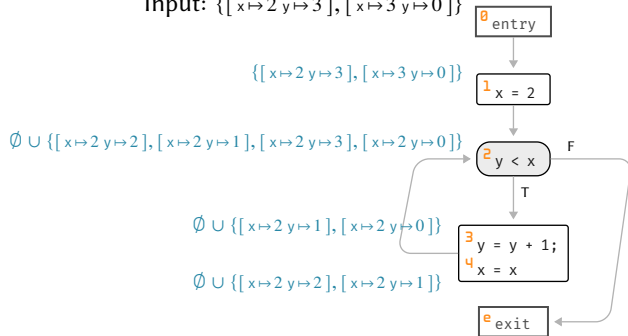 Input: {[ x↦2 y↦3 ], [ x↦3 y↦0 ]}
0 entry
{[ x↦2 y↦3 ], [ x↦3 y↦0 ]}
1 x = 2
∅ ∪ {[ x↦2 y↦2 ], [ x↦2 y↦1 ], [ x↦2 y↦3 ], [ x↦2 y↦0 ]}
2 y < x
F
T
∅ ∪ {[ x↦2 y↦1 ], [ x↦2 y↦0 ]}
3 y = y + 1;
4 x = x
∅ ∪ {[ x↦2 y↦2 ], [ x↦2 y↦1 ]}
e exit